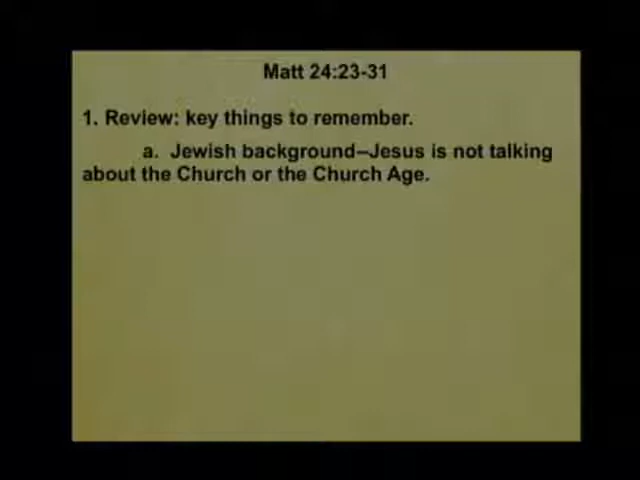 Matt 24:23-31
1. Review: key things to remember.
a. Jewish background–Jesus is not talking
about the Church or the Church Age.